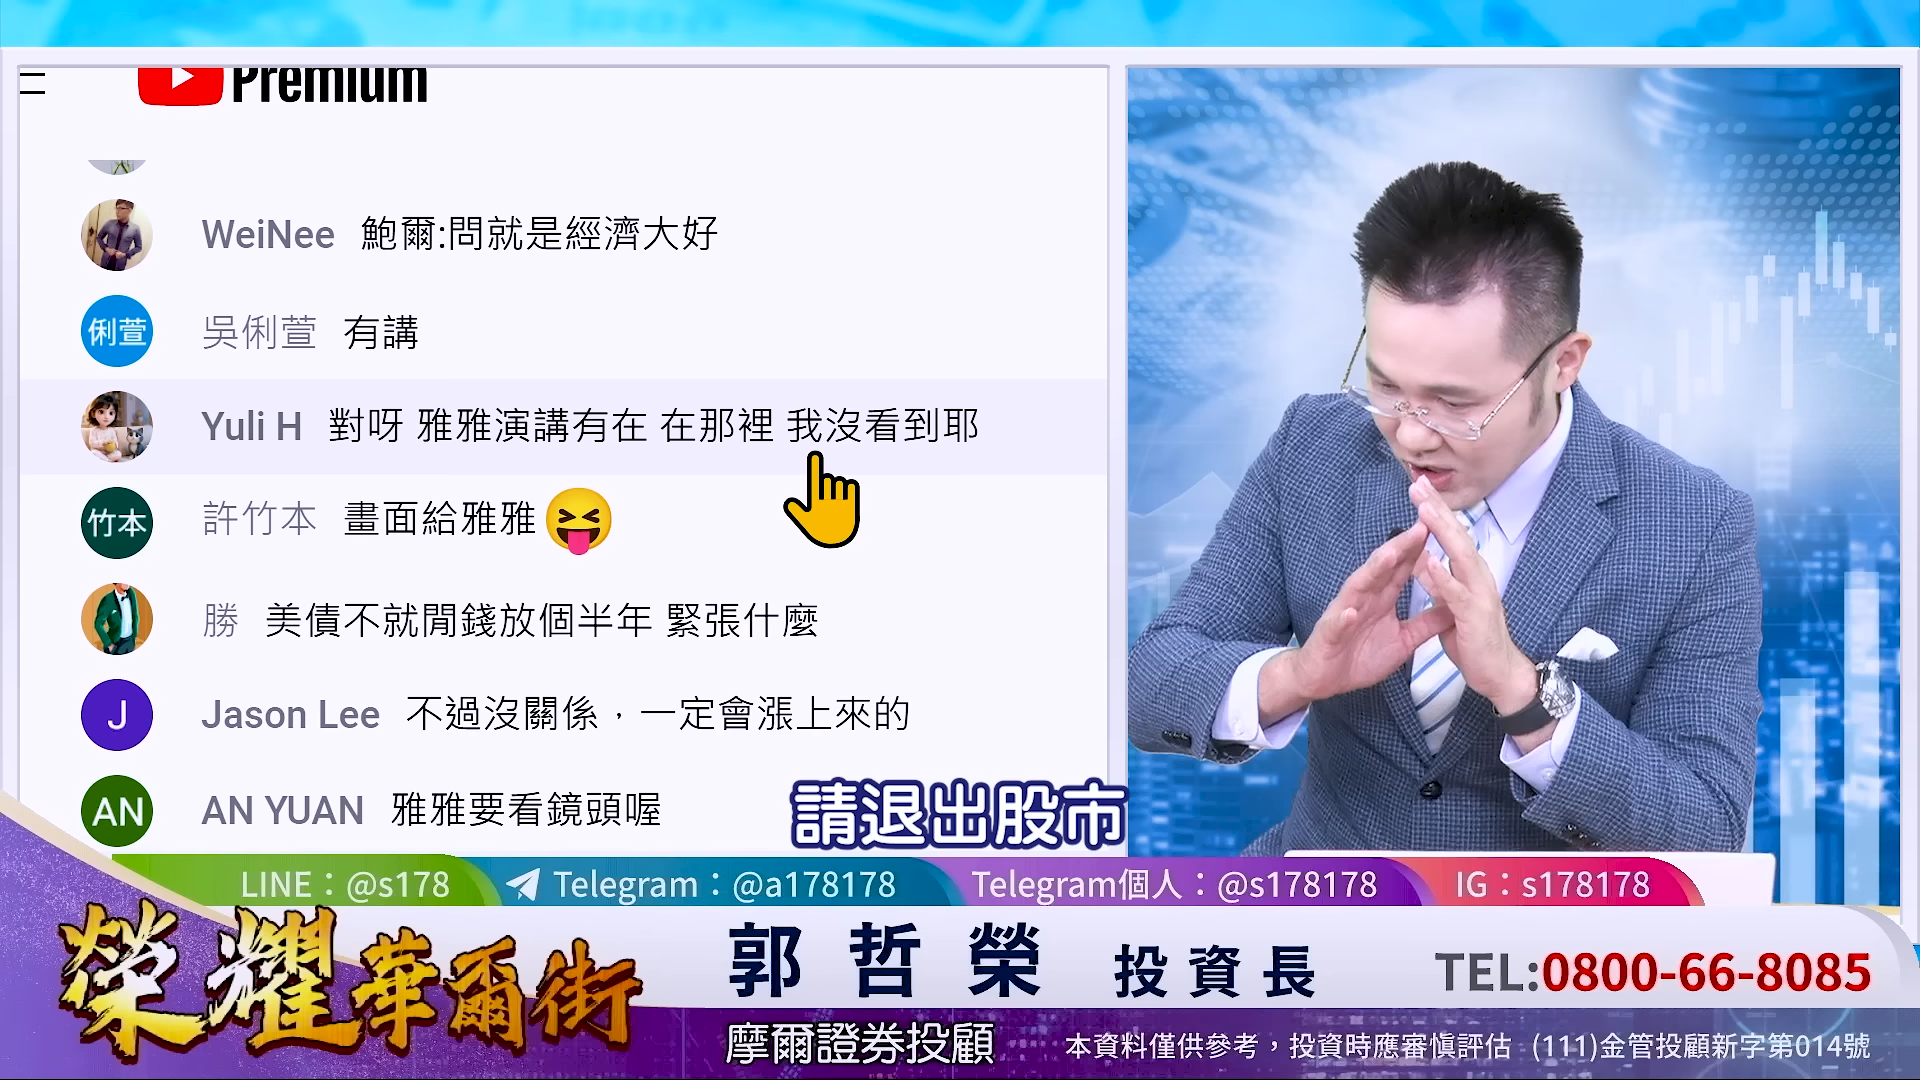 Premium
WeiNee 鮑爾:問就是經濟大好
俐萱 吳俐萱 有講
Yuli H 對呀 雅雅演講有在 在那裡 我沒看到耶
竹本 許竹本 畫面給雅雅
勝 美債不就閒錢放個半年 緊張什麼
J Jason Lee 不過沒關係，一定會漲上來的
AN AN YUAN 雅雅要看鏡頭喔
請退出股市
LINE：@s178 Telegram：@a178178 Telegram個人：@s178178 IG：s178178
榮耀華爾街
郭哲榮 投資長 TEL:0800-66-8085
摩爾證券投顧 本資料僅供參考，投資時應審慎評估 (111)金管投顧新字第014號